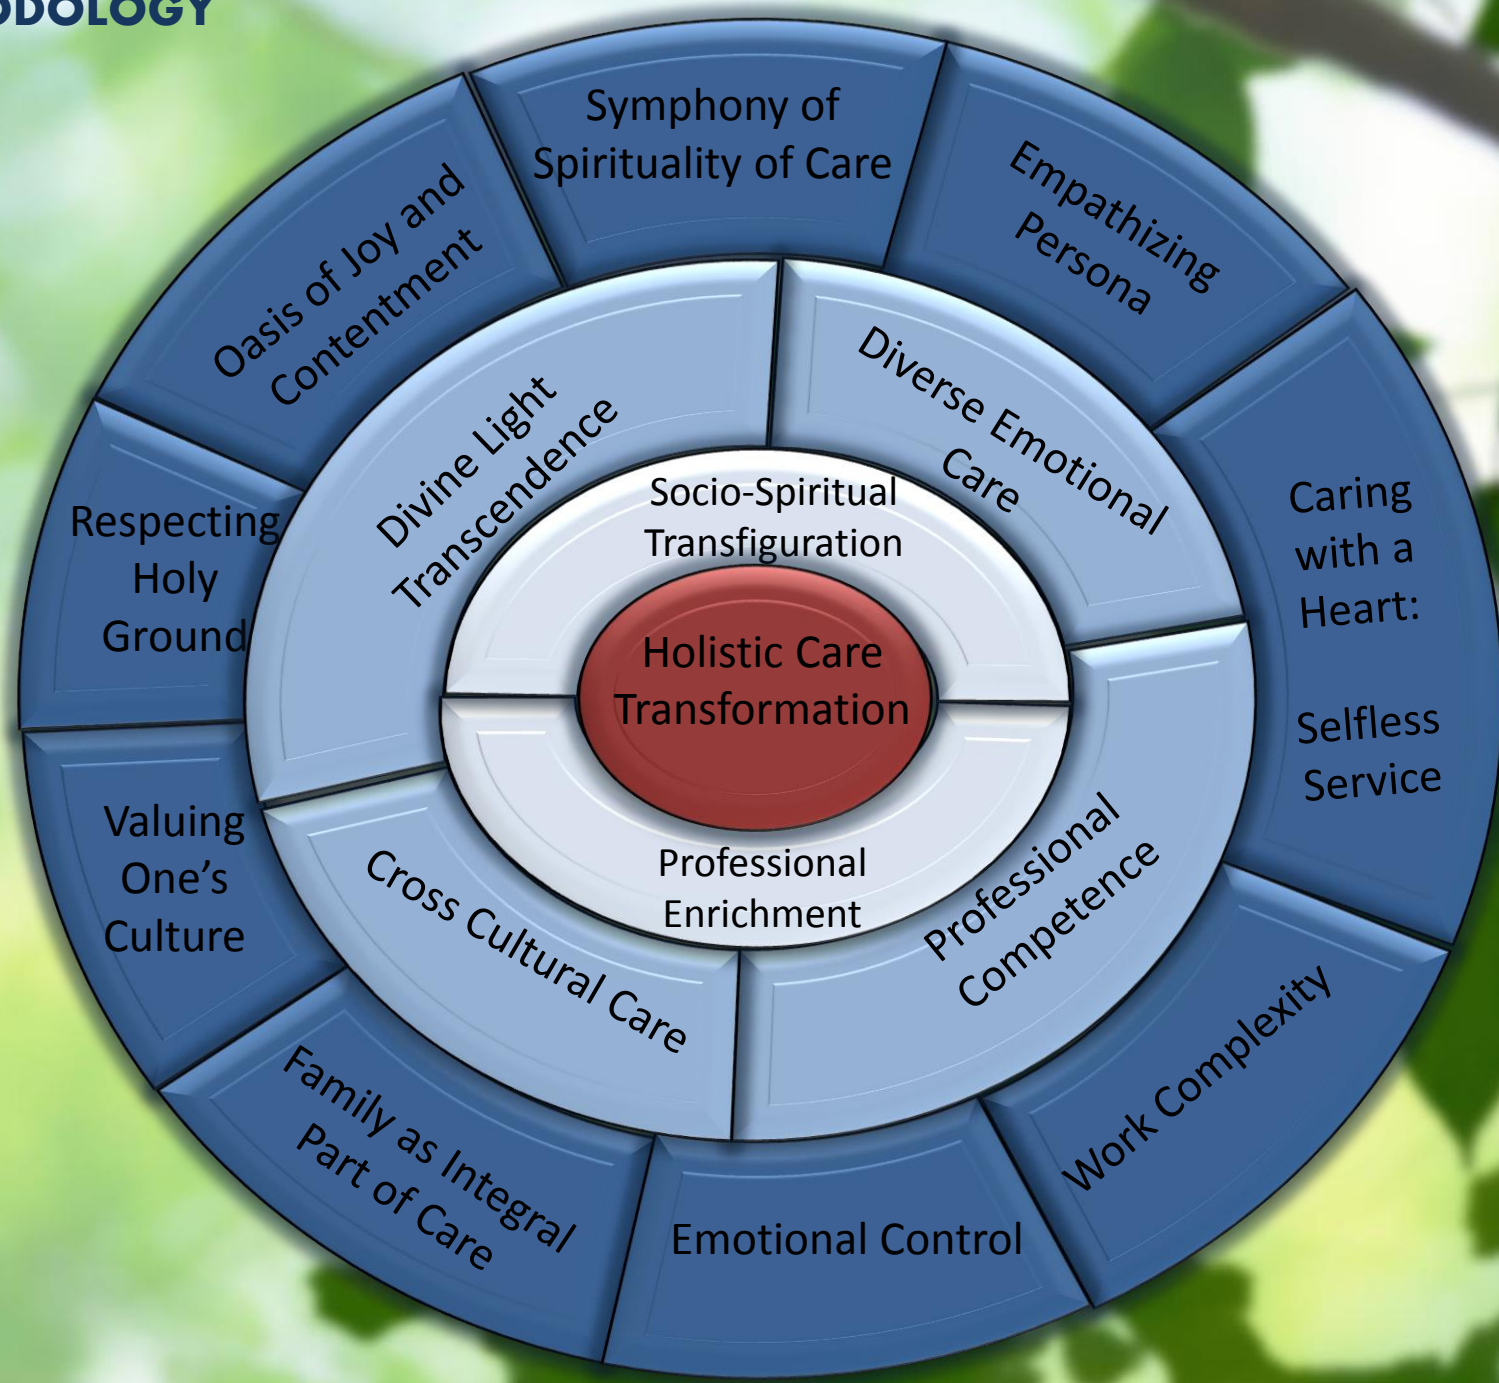 ODOLOGY
Symphony of
Spirituality of Care
Empathizing
Persona
Oasis of Joy and
Contentment
Diverse Emotional
Care
Divine Light
Transcendence
Caring
with a
Heart:
Selfless
Service
Socio-Spiritual
Transfiguration
Respecting
Holy
Ground
Holistic Care
Transformation
Valuing
One’s
Culture
Professional
Enrichment
Professional
Competence
Cross Cultural Care
Work Complexity
Family as Integral
Part of Care
Emotional Control